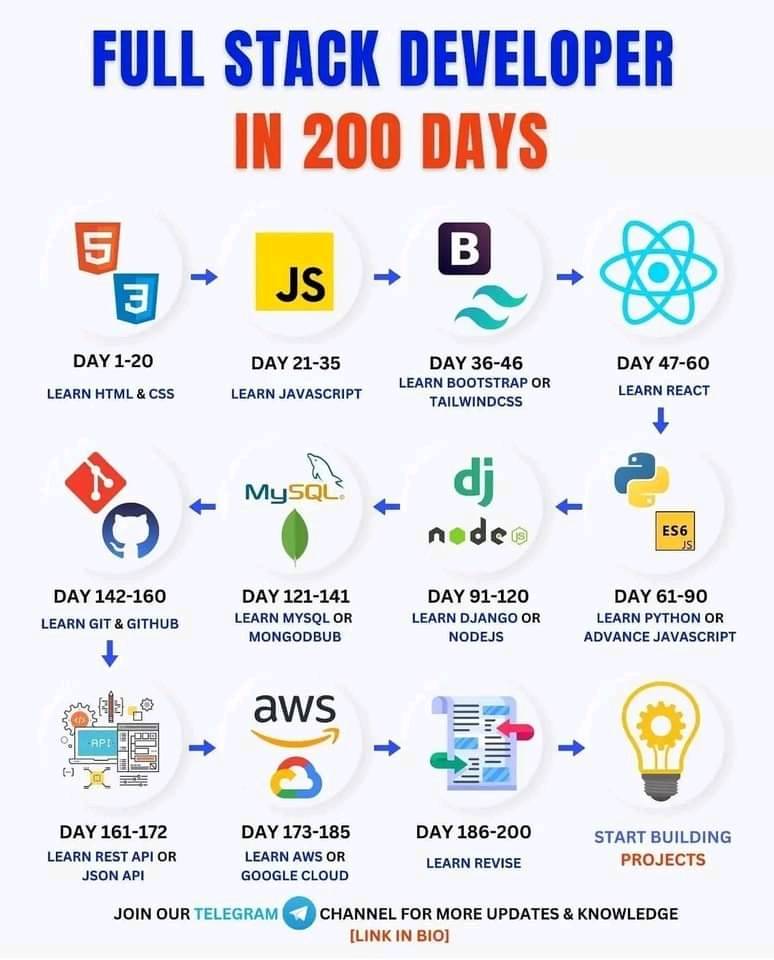 FULL STACK DEVELOPER
IN 200 DAYS
5
3
JS
B
DAY 1-20
LEARN HTML & CSS
DAY 21-35
LEARN JAVASCRIPT
DAY 36-46
LEARN BOOTSTRAP OR
TAILWINDCSS
DAY 47-60
LEARN REACT
MySQL®
dj
node JS
ES6
JS
DAY 142-160
LEARN GIT & GITHUB
DAY 121-141
LEARN MYSQL OR
MONGODBUB
DAY 91-120
LEARN DJANGO OR
NODEJS
DAY 61-90
LEARN PYTHON OR
ADVANCE JAVASCRIPT
API
aws
DAY 161-172
LEARN REST API OR
JSON API
DAY 173-185
LEARN AWS OR
GOOGLE CLOUD
DAY 186-200
LEARN REVISE
START BUILDING
PROJECTS
JOIN OUR TELEGRAM CHANNEL FOR MORE UPDATES & KNOWLEDGE
[LINK IN BIO]